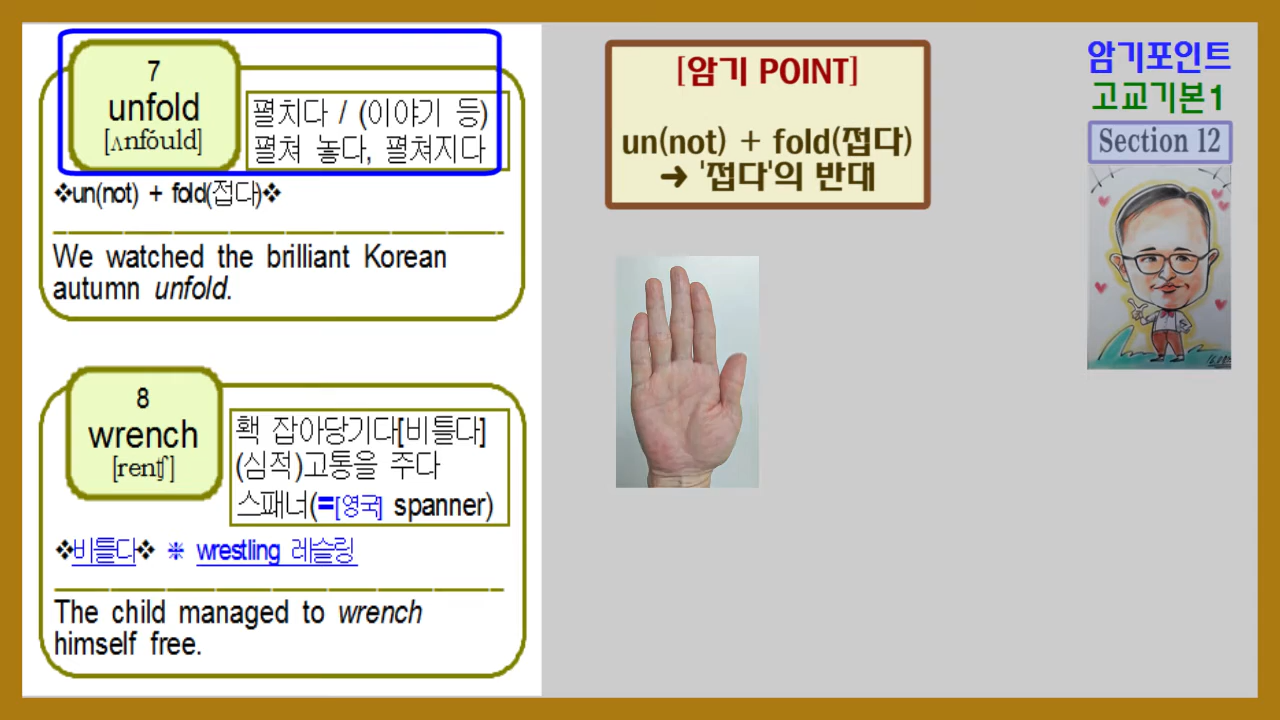 7
unfold
[ʌnfóuld]
펼치다 / (이야기 등)
펼쳐 놓다, 펼쳐지다
❖un(not) + fold(접다)❖
We watched the brilliant Korean
autumn unfold.
8
wrench
[rentʃ]
홱 잡아당기다[비틀다]
(심적)고통을 주다
스패너(=[영국] spanner)
❖비틀다❖ ❈ wrestling 레슬링
The child managed to wrench
himself free.
[암기 POINT]
un(not) + fold(접다)
➜ '접다'의 반대
암기포인트
고교기본1
Section 12